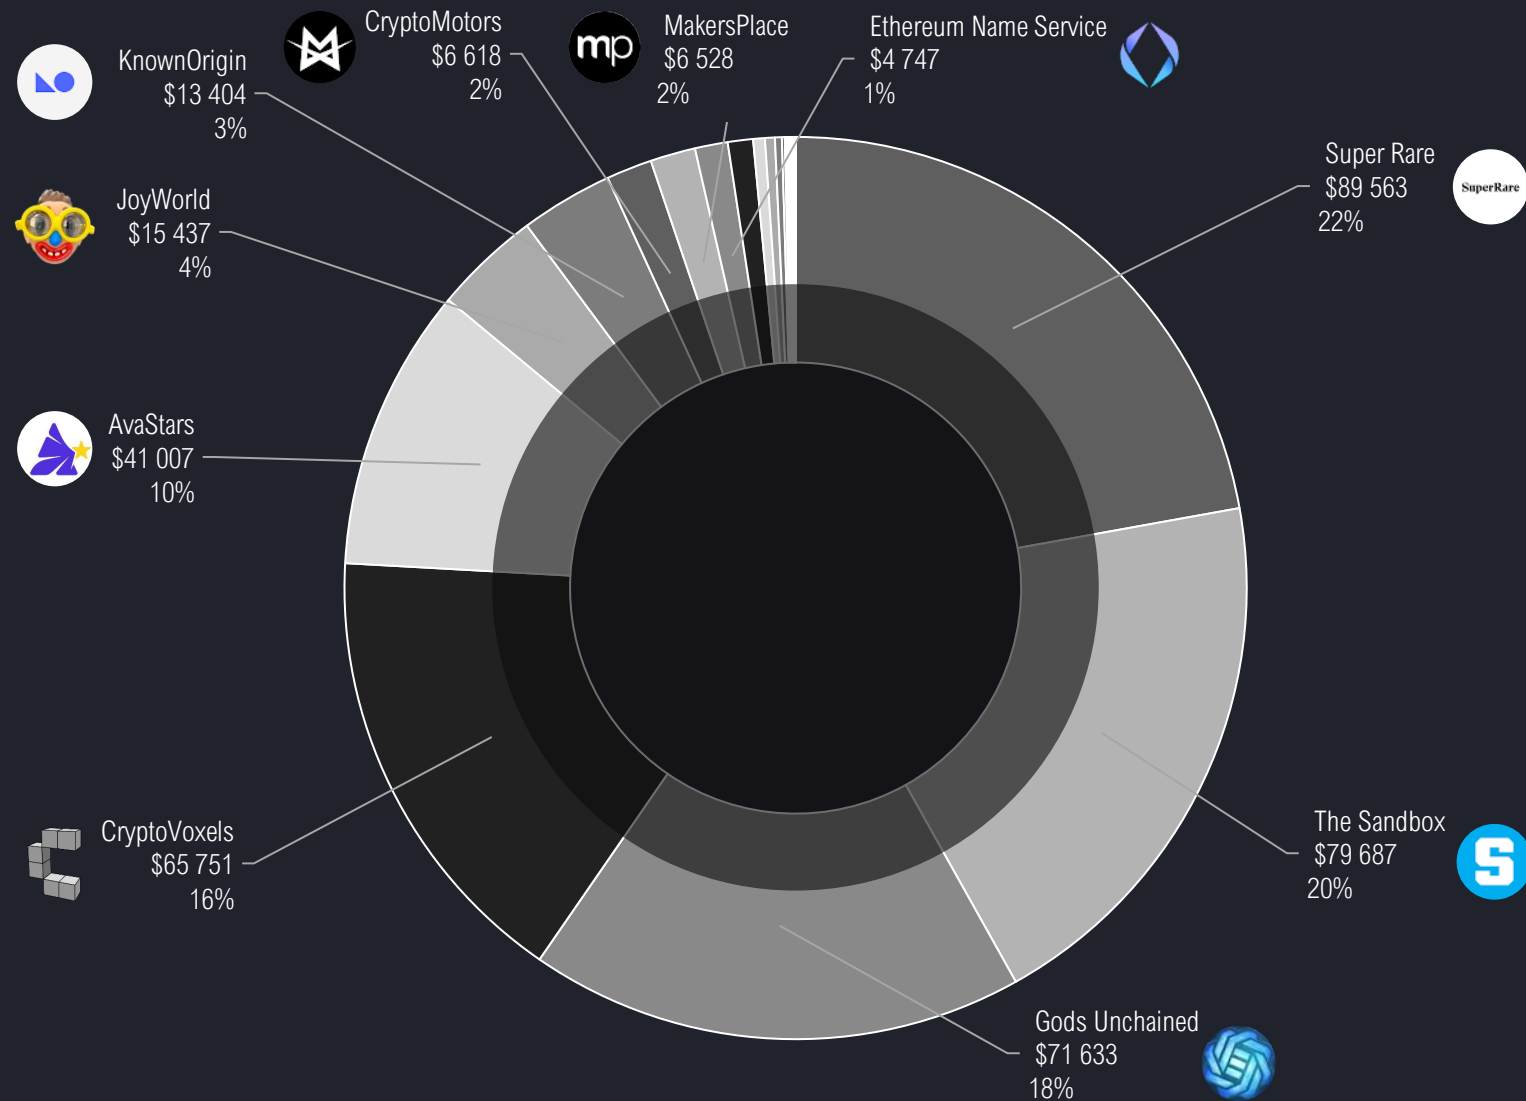 CryptoMotors
$6 618
2%
MakersPlace
$6 528
2%
Ethereum Name Service
$4 747
1%
mp
KnownOrigin
$13 404
3%
Super Rare
$89 563
22%
SuperRare
JoyWorld
$15 437
4%
AvaStars
$41 007
10%
CryptoVoxels
$65 751
16%
The Sandbox
$79 687
20%
S
Gods Unchained
$71 633
18%